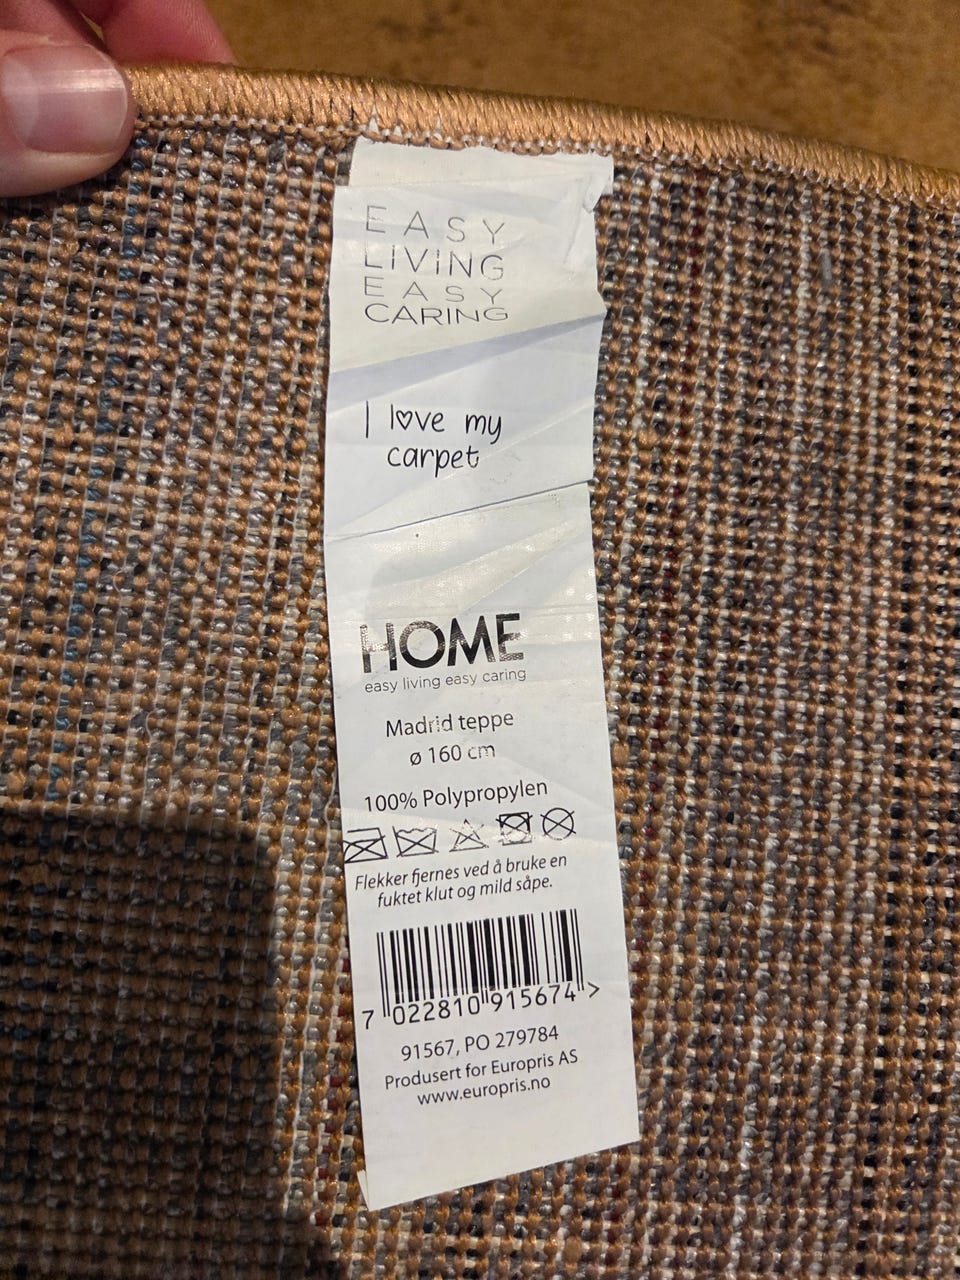 EASY
LIVING
EASY
CARING
I love my
carpet
HOME
easy living easy caring
Madrid teppe
ø 160 cm
100% Polypropylen
Flekker fjernes ved å bruke en
fuktet klut og mild såpe.
7 022810 915674 >
91567, PO 279784
Produsert for Europris AS
www.europris.no